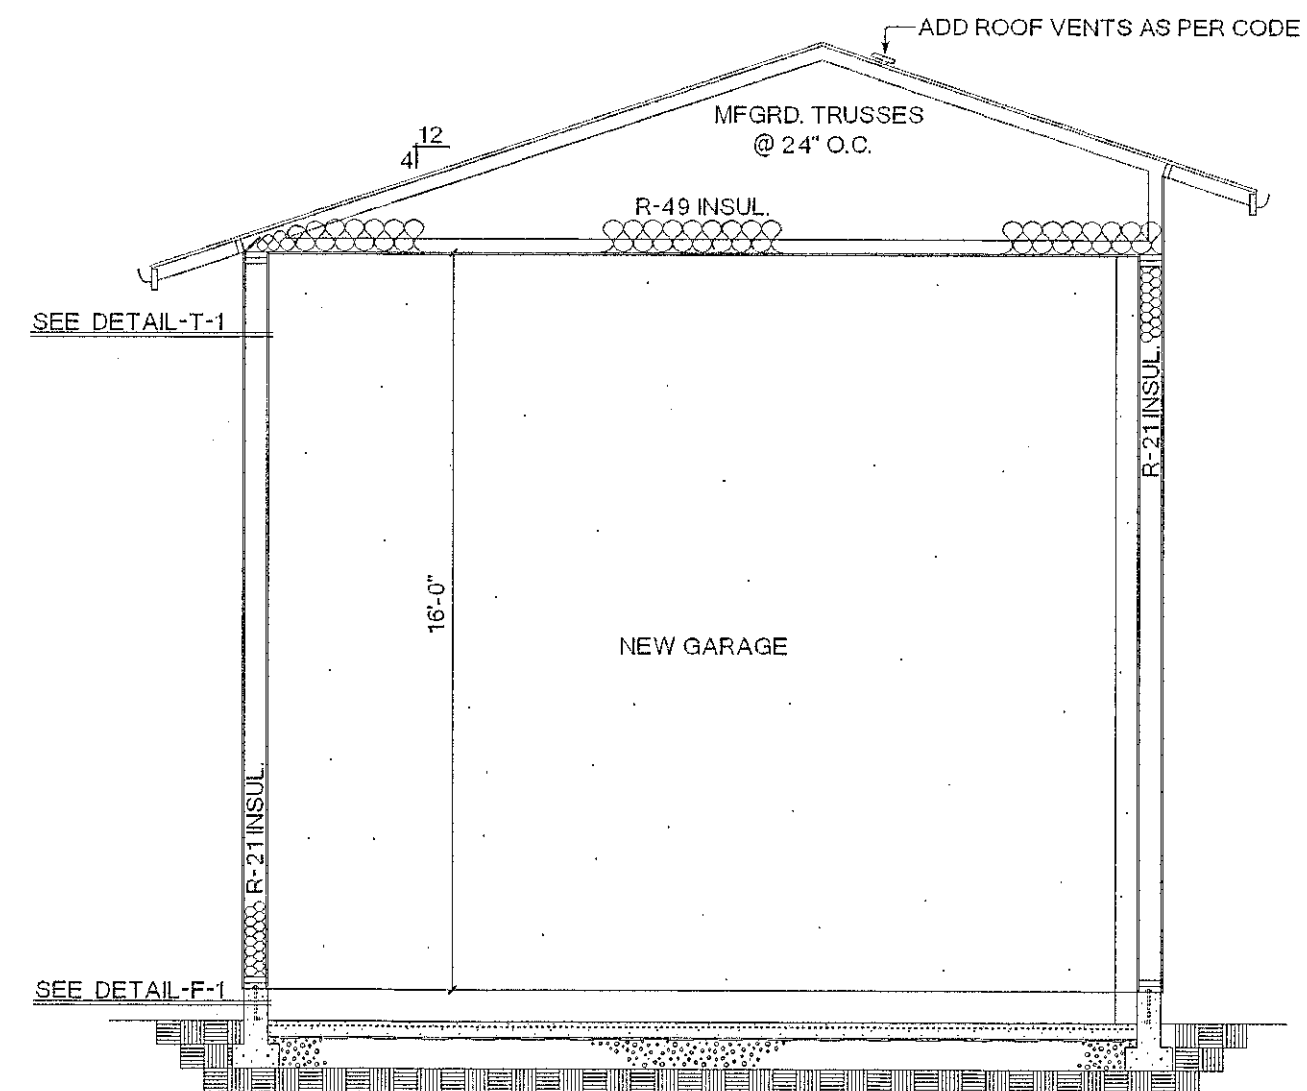 ADD ROOF VENTS AS PER CODE
MFGRD. TRUSSES
@ 24" O.C.
12
4
R-49 INSUL.
SEE DETAIL-T-1
R-21 INSUL.
16'-0"
NEW GARAGE
R-21 INSUL.
SEE DETAIL-F-1